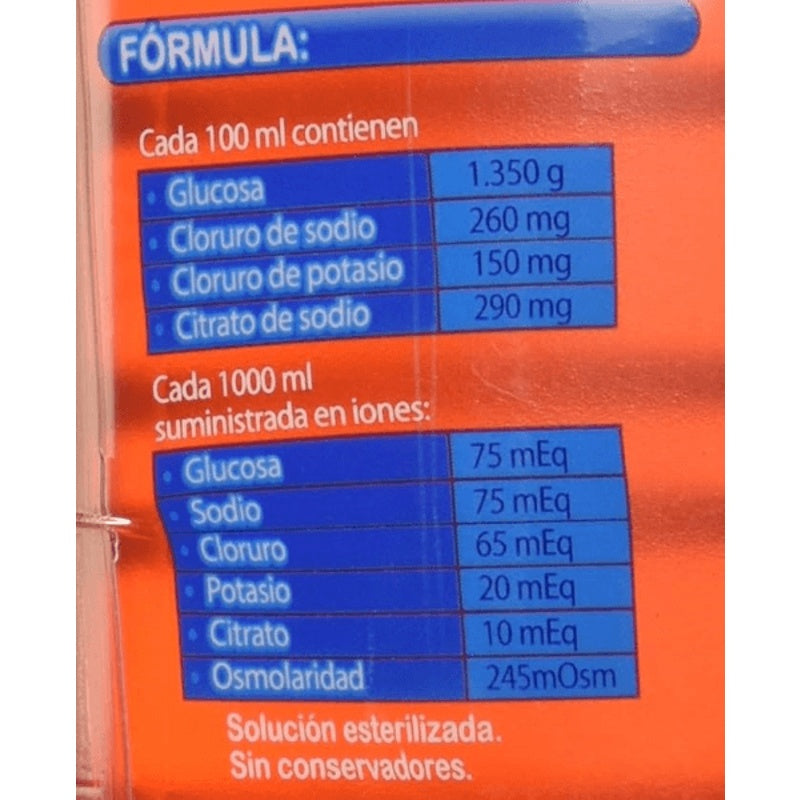 FÓRMULA:
Cada 100 ml contienen
· Glucosa 1.350 g
· Cloruro de sodio 260 mg
· Cloruro de potasio 150 mg
· Citrato de sodio 290 mg
Cada 1000 ml
suministrada en iones:
· Glucosa 75 mEq
· Sodio 75 mEq
· Cloruro 65 mEq
· Potasio 20 mEq
· Citrato 10 mEq
· Osmolaridad 245mOsm
Solución esterilizada.
Sin conservadores.